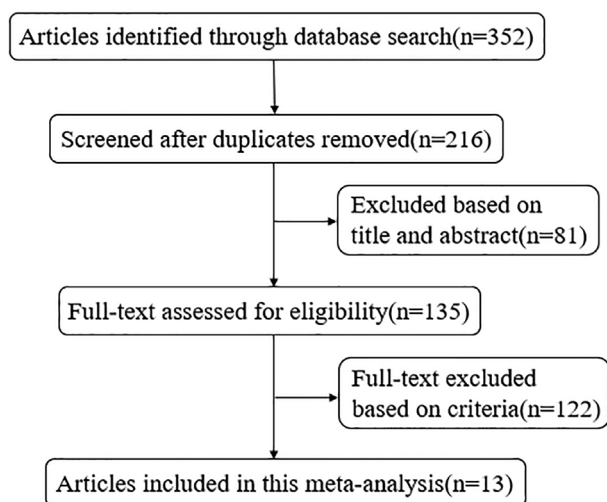 Articles identified through database search(n=352)
Screened after duplicates removed(n=216)
Excluded based on
title and abstract(n=81)
Full-text assessed for eligibility(n=135)
Full-text excluded
based on criteria(n=122)
Articles included in this meta-analysis(n=13)